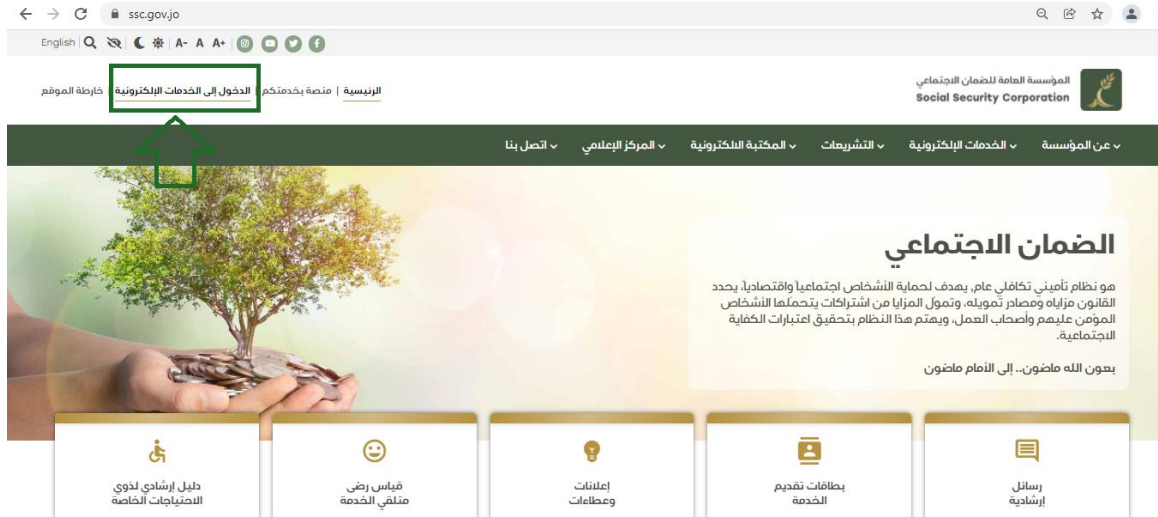 ssc.gov.jo
English | A- A A+
المؤسسة العامة للضمان الاجتماعي
Social Security Corporation
الرئيسية | منصة بخدمتكم | الدخول إلى الخدمات الإلكترونية | خارطة الموقع
عن المؤسسة
الخدمات الإلكترونية
التشريعات
المكتبة الالكترونية
المركز الإعلامي
اتصل بنا
الضمان الاجتماعي
هو نظام تأميني تكافلي عام، يهدف لحماية الأشخاص اجتماعياً واقتصادياً، يحدد
القانون مزاياه ومصادر تمويله، وتموّل المزايا من اشتراكات يتحمّلها الأشخاص
المؤمن عليهم وأصحاب العمل، ويهتم هذا النظام بتحقيق اعتبارات الكفاية
الاجتماعية.
بعون الله ماضون.. إلى الأمام ماضون
رسائل
إرشادية
بطاقات تقديم
الخدمة
إعلانات
وعطاءات
قياس رضى
متلقي الخدمة
دليل إرشادي لذوي
الاحتياجات الخاصة